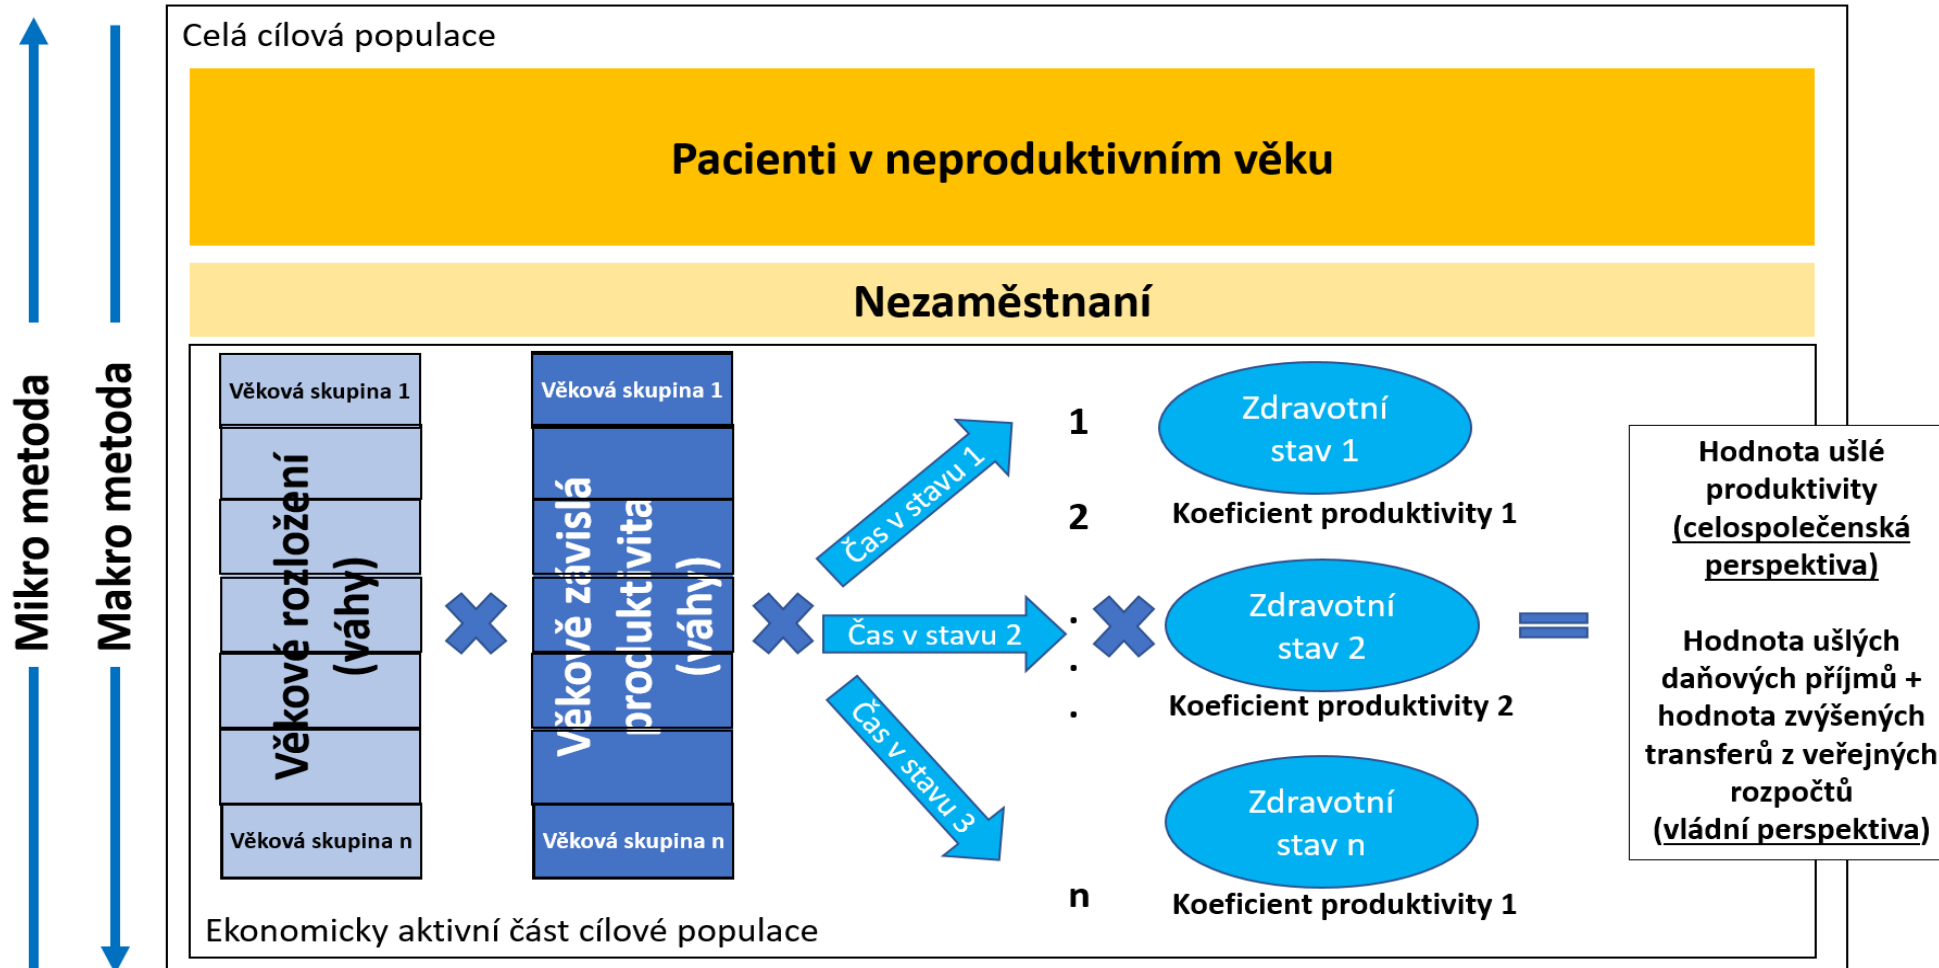 Celá cílová populace
Pacienti v neproduktivním věku
Nezaměstnaní
Mikro metoda
Makro metoda
Věková skupina 1
Věkové rozložení
(váhy)
Věková skupina n
Věková skupina 1
Věkově závislá
produktivita
(váhy)
Věková skupina n
Čas v stavu 1
Čas v stavu 2
Čas v stavu 3
1
2
.
.
.
n
Zdravotní
stav 1
Koeficient produktivity 1
Zdravotní
stav 2
Koeficient produktivity 2
Zdravotní
stav n
Koeficient produktivity 1
Hodnota ušlé
produktivity
(celospolečenská
perspektiva)
Hodnota ušlých
daňových příjmů +
hodnota zvýšených
transferů z veřejných
rozpočtů
(vládní perspektiva)
Ekonomicky aktivní část cílové populace